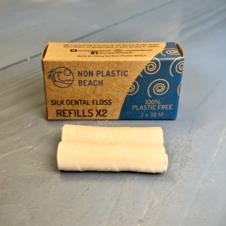 NON PLASTIC
BEACH
SILK DENTAL FLOSS
REFILLS X2
100%
PLASTIC FREE
2 x 30 M